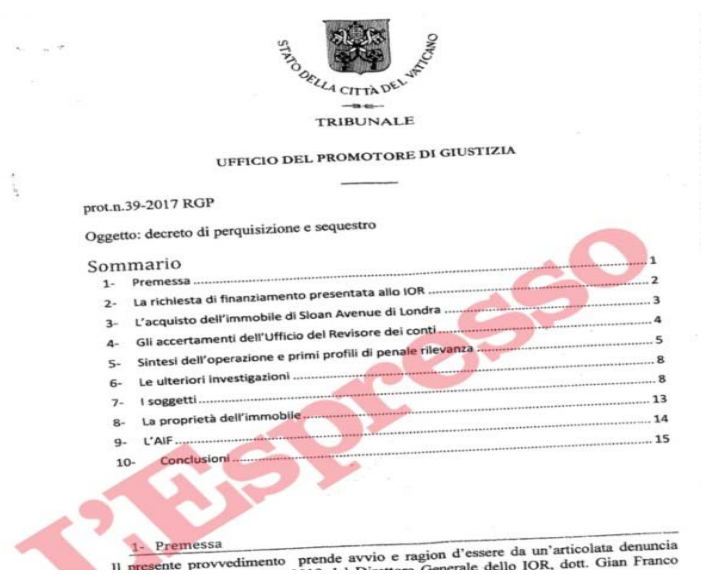 STATO DELLA CITTÀ DEL VATICANO
TRIBUNALE
UFFICIO DEL PROMOTORE DI GIUSTIZIA
prot.n.39-2017 RGP
Oggetto: decreto di perquisizione e sequestro
Sommario
1- Premessa 1
2- La richiesta di finanziamento presentata allo IOR 2
3- L'acquisto dell'immobile di Sloan Avenue di Londra 3
4- Gli accertamenti dell'Ufficio del Revisore dei conti 4
5- Sintesi dell'operazione e primi profili di penale rilevanza 5
6- Le ulteriori investigazioni 8
7- I soggetti 8
8- La proprietà dell'immobile 13
9- L'AIF 14
10- Conclusioni 15
L'Espresso
1- Premessa
Il presente provvedimento prende avvio e ragion d'essere da un'articolata denuncia
Generale dello IOR, dott. Gian Franco